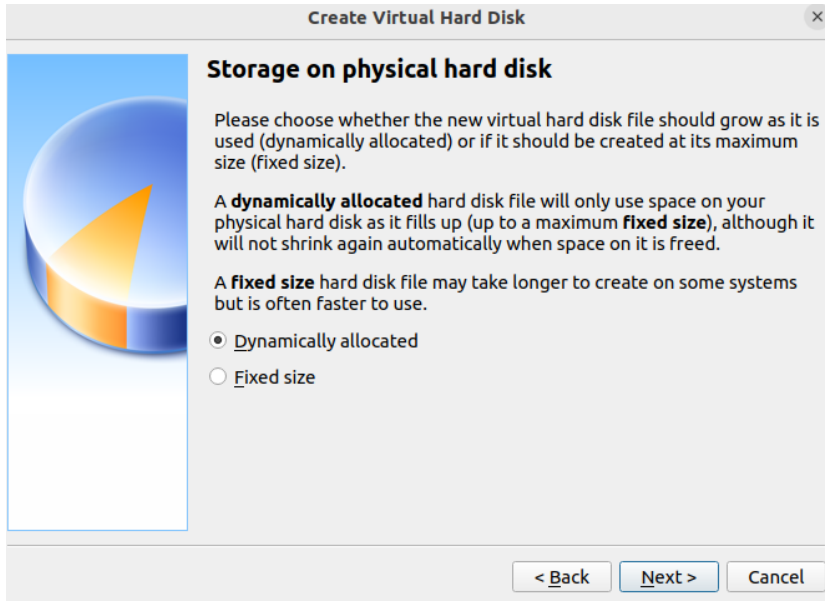 Create Virtual Hard Disk
Storage on physical hard disk
Please choose whether the new virtual hard disk file should grow as it is
used (dynamically allocated) or if it should be created at its maximum
size (fixed size).
A dynamically allocated hard disk file will only use space on your
physical hard disk as it fills up (up to a maximum fixed size), although it
will not shrink again automatically when space on it is freed.
A fixed size hard disk file may take longer to create on some systems
but is often faster to use.
Dynamically allocated
Fixed size
< Back Next > Cancel